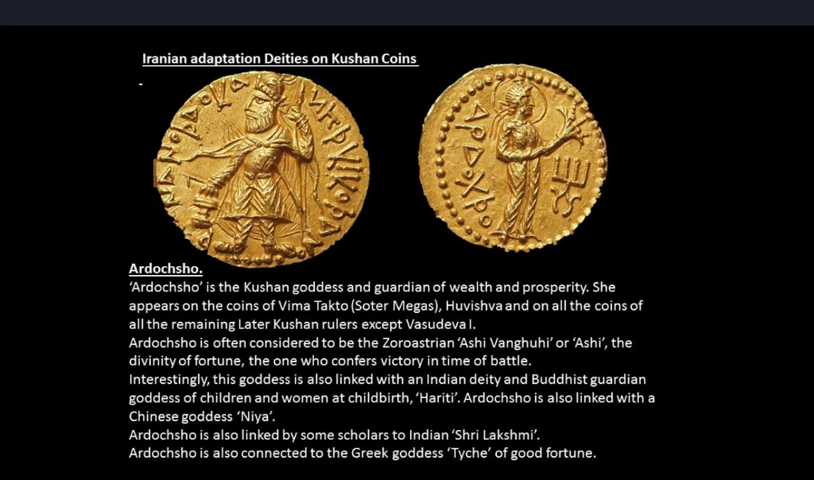 Iranian adaptation Deities on Kushan Coins
-
ΑΡΔΟΧΡΟ
Ardochsho.
‘Ardochsho’ is the Kushan goddess and guardian of wealth and prosperity. She
appears on the coins of Vima Takto (Soter Megas), Huvishva and on all the coins of
all the remaining Later Kushan rulers except Vasudeva I.
Ardochsho is often considered to be the Zoroastrian ‘Ashi Vanghuhi’ or ‘Ashi’, the
divinity of fortune, the one who confers victory in time of battle.
Interestingly, this goddess is also linked with an Indian deity and Buddhist guardian
goddess of children and women at childbirth, ‘Hariti’. Ardochsho is also linked with a
Chinese goddess ‘Niya’.
Ardochsho is also linked by some scholars to Indian ‘Shri Lakshmi’.
Ardochsho is also connected to the Greek goddess ‘Tyche’ of good fortune.